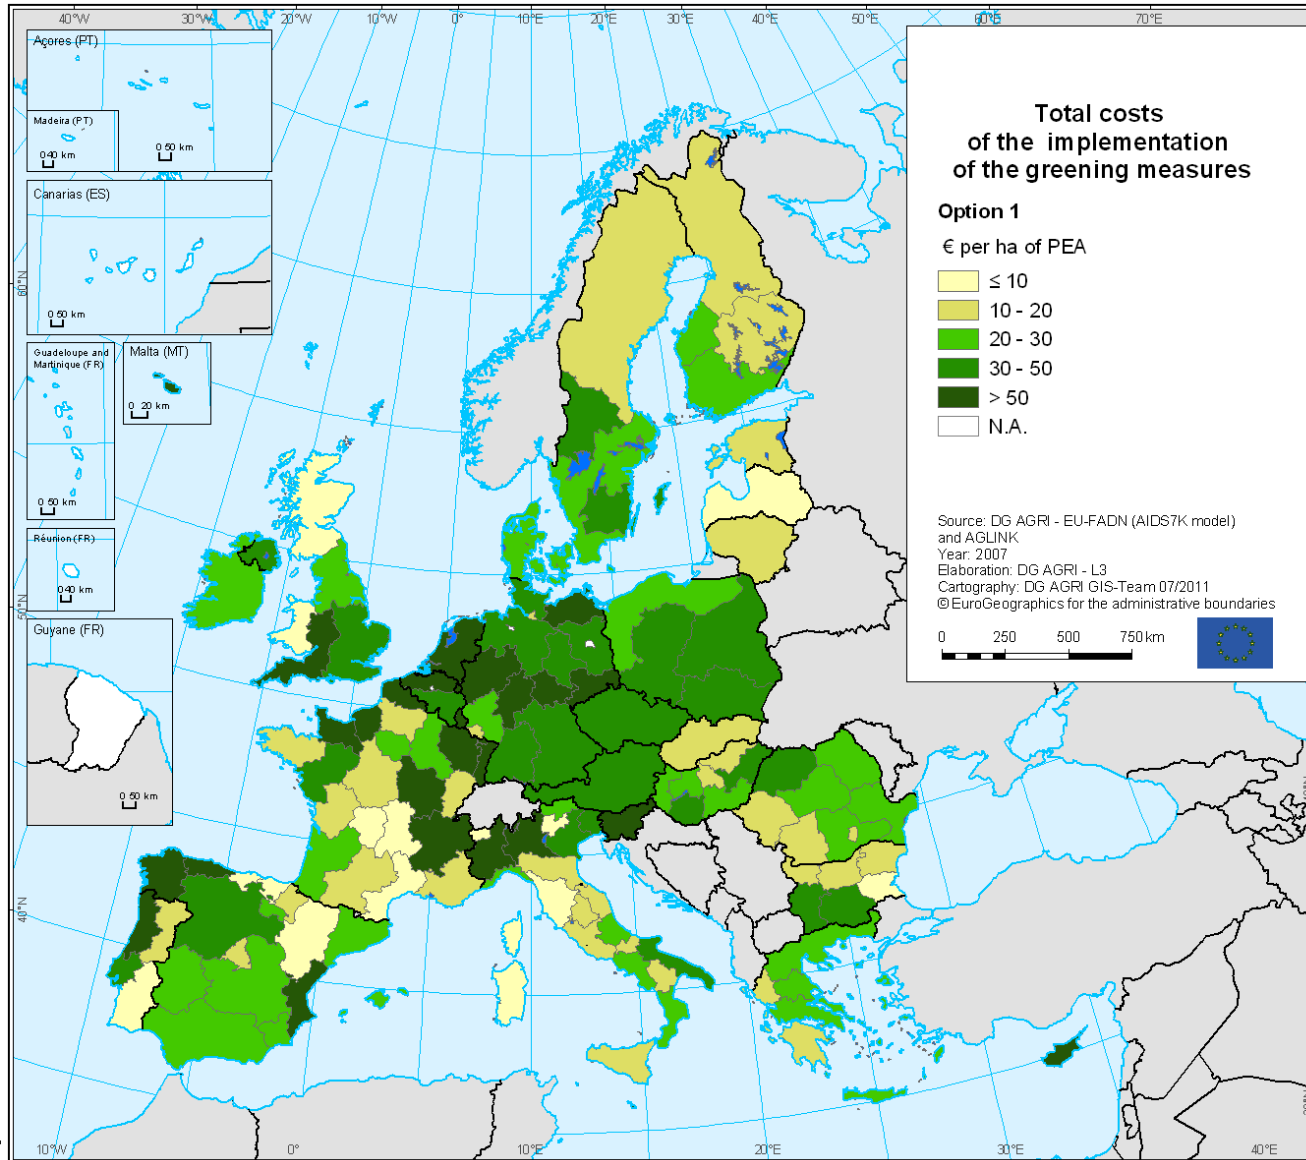 40°W
30°W
20°W
10°W
0°
10°E
20°E
30°E
40°E
50°E
60°E
70°E
Açores (PT)
Madeira (PT)
0 40 km
0 50 km
Canarias (ES)
0 50 km
Guadeloupe and
Martinique (FR)
0 50 km
Malta (MT)
0 20 km
Réunion (FR)
0 40 km
Guyane (FR)
0 50 km
60°N
50°N
40°N
Total costs
of the implementation
of the greening measures
Option 1
€ per ha of PEA
≤ 10
10 - 20
20 - 30
30 - 50
> 50
N.A.
Source: DG AGRI - EU-FADN (AIDS7K model)
and AGLINK
Year: 2007
Elaboration: DG AGRI - L3
Cartography: DG AGRI GIS-Team 07/2011
© EuroGeographics for the administrative boundaries
0 250 500 750 km
10°W
0°
10°E
20°E
30°E
40°E